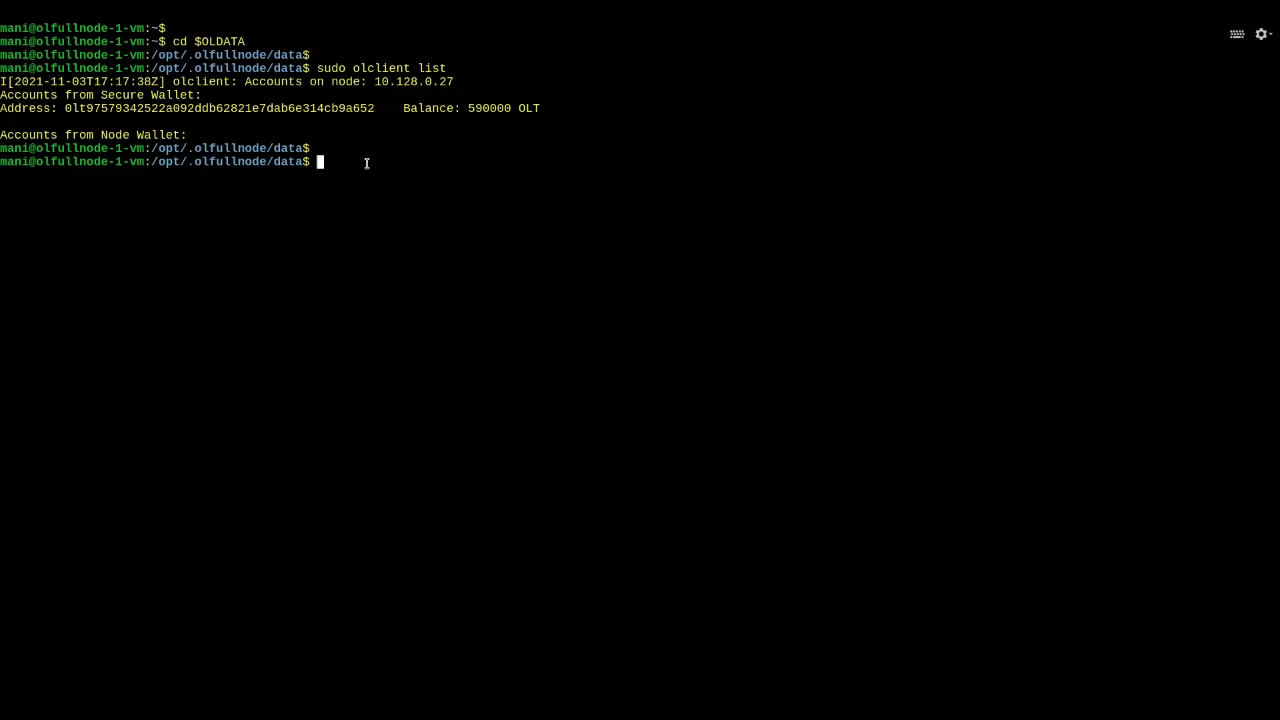 mani@olfullnode-1-vm:~$
mani@olfullnode-1-vm:~$ cd $OLDATA
mani@olfullnode-1-vm:/opt/.olfullnode/data$
mani@olfullnode-1-vm:/opt/.olfullnode/data$ sudo olclient list
I[2021-11-03T17:17:38Z] olclient: Accounts on node: 10.128.0.27
Accounts from Secure Wallet:
Address: 0lt97579342522a092ddb62821e7dab6e314cb9a652    Balance: 590000 OLT
Accounts from Node Wallet:
mani@olfullnode-1-vm:/opt/.olfullnode/data$
mani@olfullnode-1-vm:/opt/.olfullnode/data$